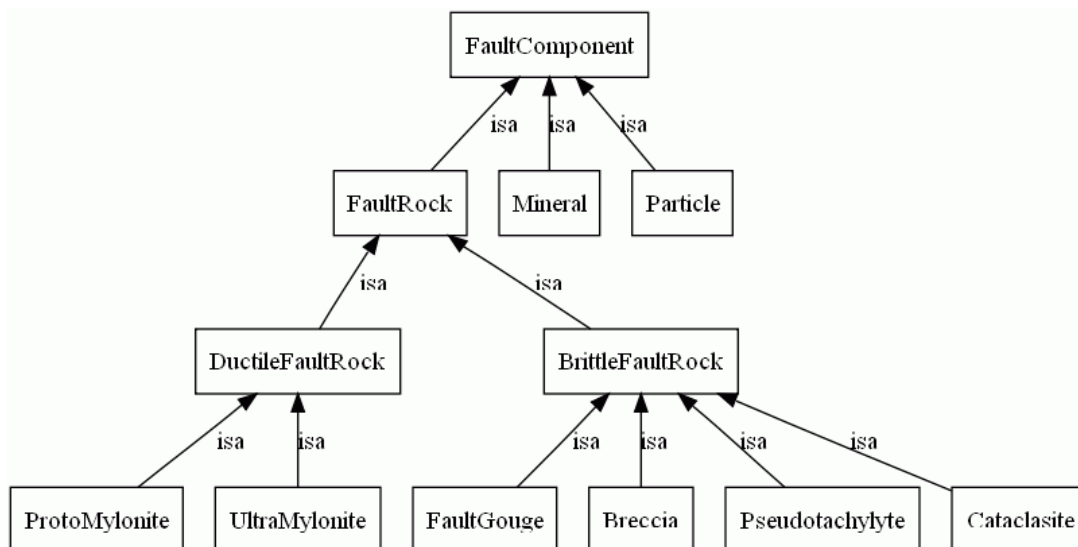 FaultComponent
isa isa isa
FaultRock Mineral Particle
isa isa
DuctileFaultRock BrittleFaultRock
isa isa isa isa isa isa
ProtoMylonite UltraMylonite FaultGouge Breccia Pseudotachylyte Cataclasite